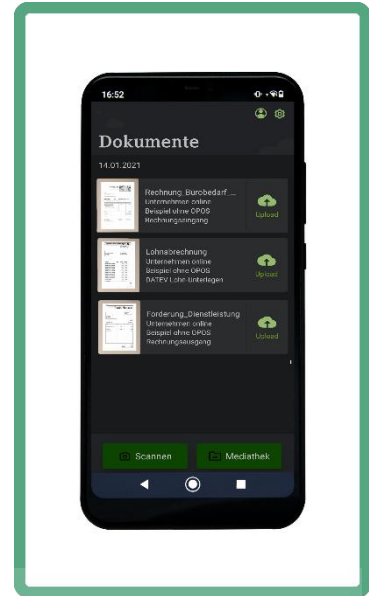 16:52
Dokumente
14.01.2021
Rechnung_Burobedarf_...
Unternehmen online
Beispiel ohne OPOS
Rechnungseingang
Upload
Lohnabrechnung
Unternehmen online
Beispiel ohne OPOS
DATEV Lohn-Unterlagen
Upload
Forderung_Dienstleistung
Unternehmen online
Beispiel ohne OPOS
Rechnungsausgang
Upload
Scannen
Mediathek